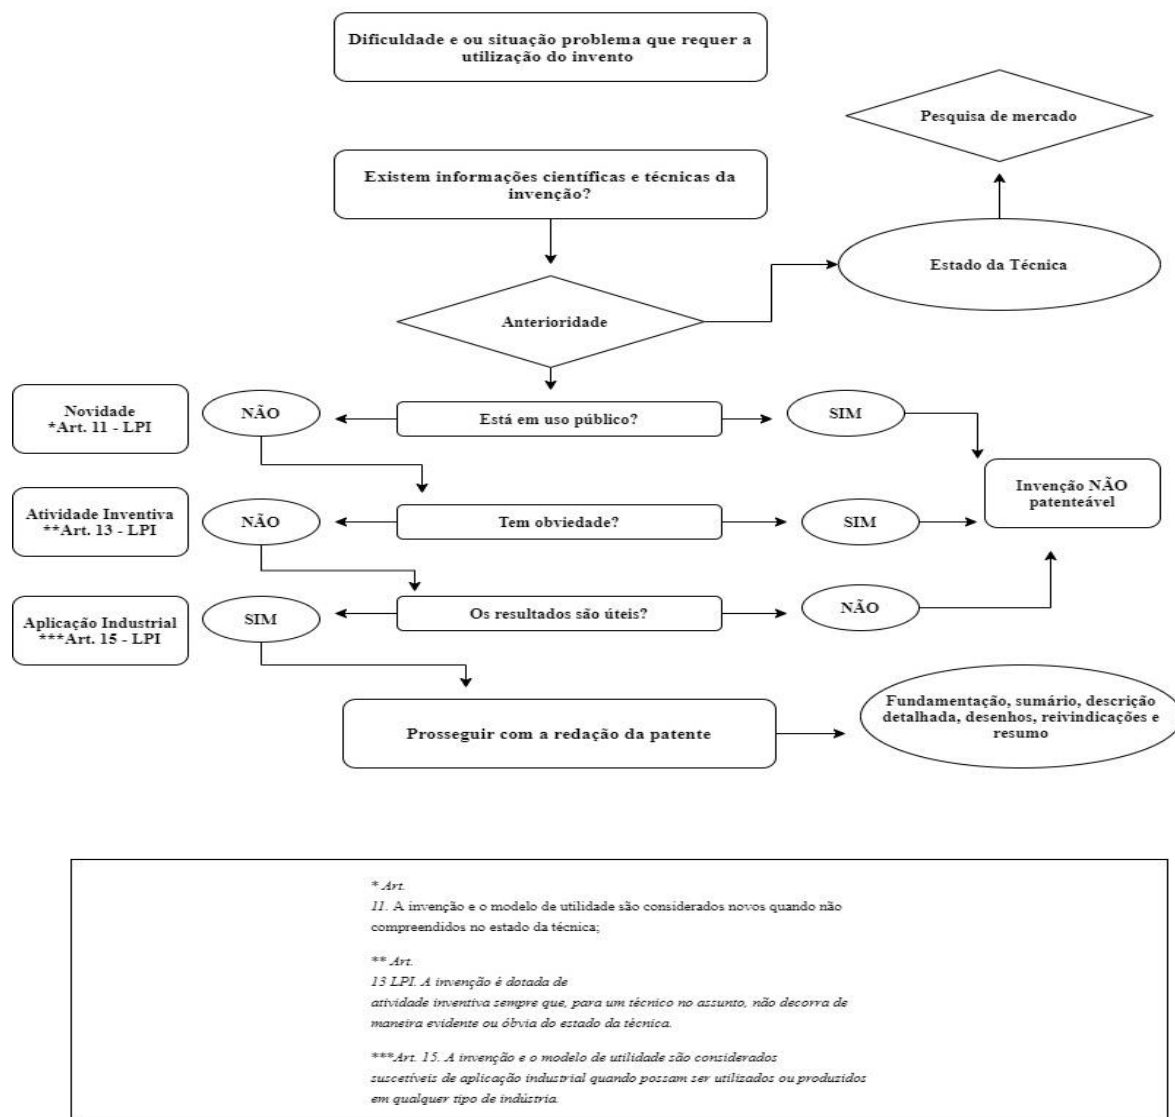 Dificuldade e ou situação problema que requer a
utilização do invento
Pesquisa de mercado
Existem informações científicas e técnicas da
invenção?
Estado da Técnica
Anterioridade
Novidade
*Art. 11 - LPI
NÃO
Está em uso público?
SIM
Invenção NÃO
patenteável
Atividade Inventiva
**Art. 13 - LPI
NÃO
Tem obviedade?
SIM
Aplicação Industrial
***Art. 15 - LPI
SIM
Os resultados são úteis?
NÃO
Prosseguir com a redação da patente
Fundamentação, sumário, descrição
detalhada, desenhos, reivindicações e
resumo
* Art.
11. A invenção e o modelo de utilidade são considerados novos quando não
compreendidos no estado da técnica;
** Art.
13 LPI. A invenção é dotada de
atividade inventiva sempre que, para um técnico no assunto, não decorra de
maneira evidente ou óbvia do estado da técnica.
***Art. 15. A invenção e o modelo de utilidade são considerados
suscetíveis de aplicação industrial quando possam ser utilizados ou produzidos
em qualquer tipo de indústria.